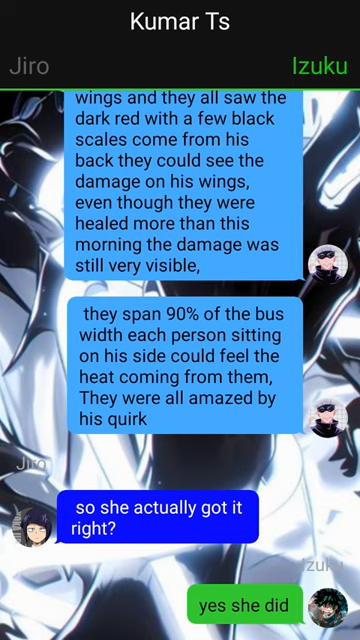 Kumar Ts
Jiro Izuku
wings and they all saw the
dark red with a few black
scales come from his
back they could see the
damage on his wings,
even though they were
healed more than this
morning the damage was
still very visible,
they span 90% of the bus
width each person sitting
on his side could feel the
heat coming from them,
They were all amazed by
his quirk
Jiro
so she actually got it
right?
Izuku
yes she did